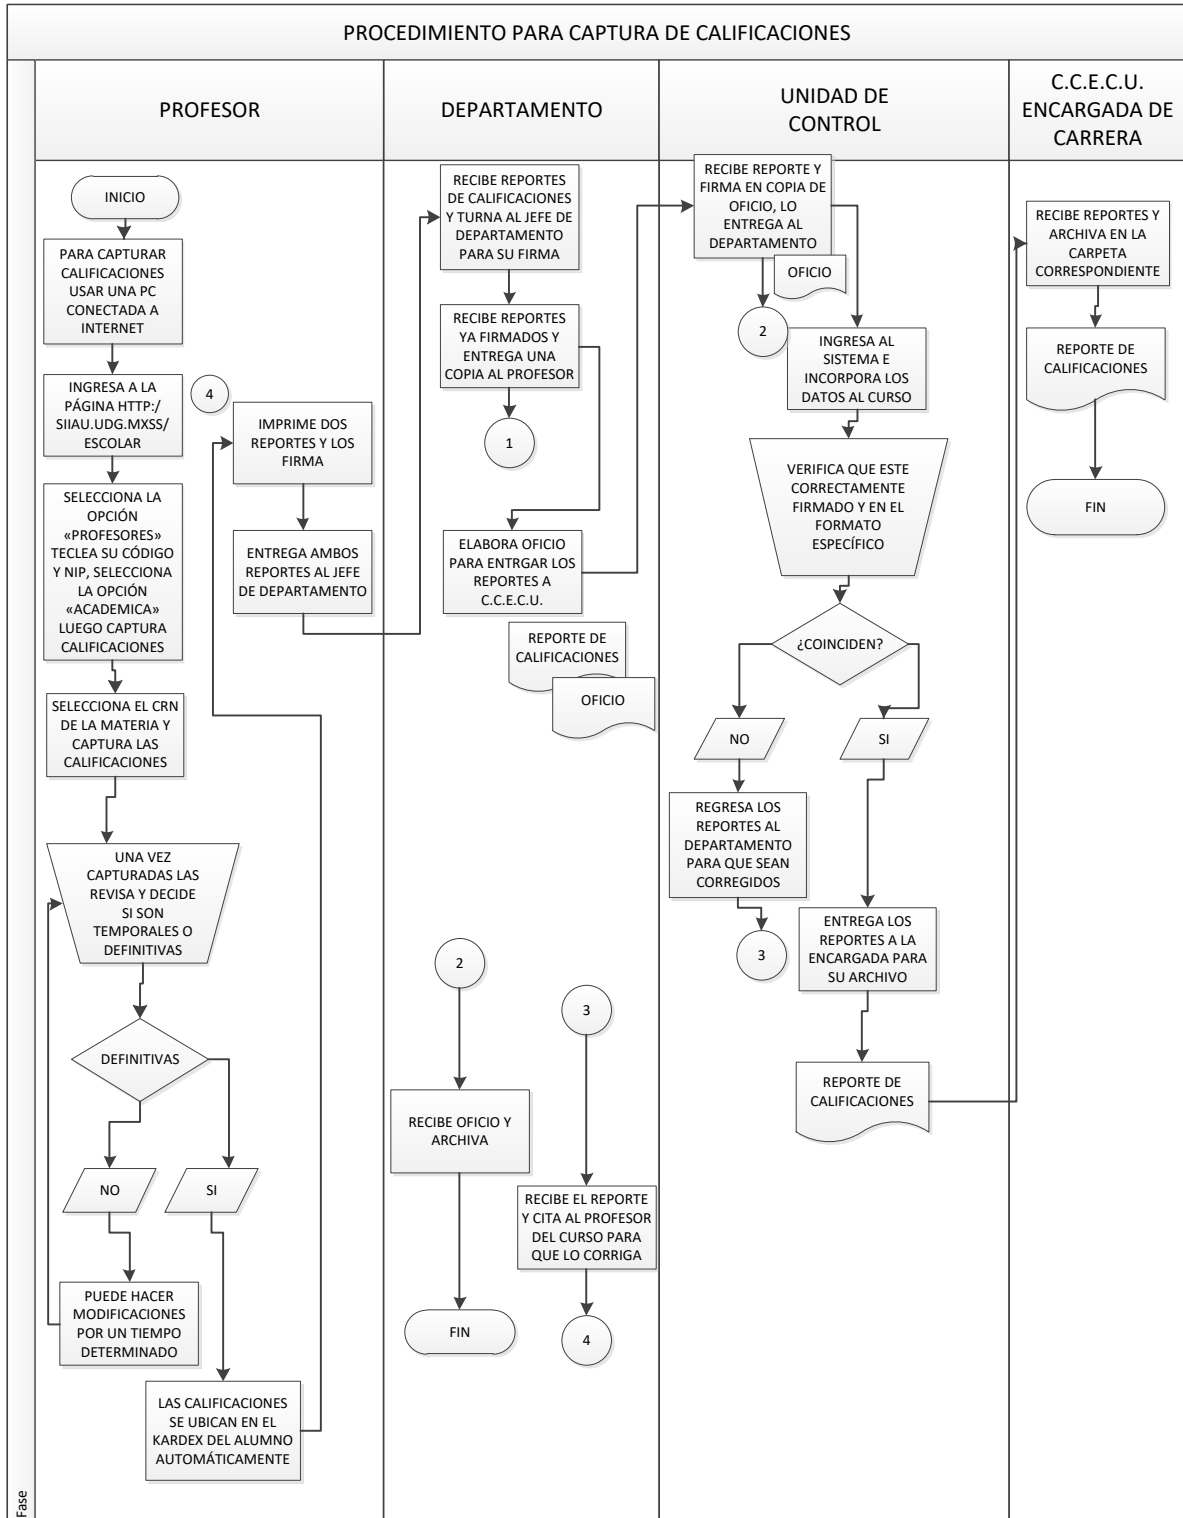 PROCEDIMIENTO PARA CAPTURA DE CALIFICACIONES
PROFESOR
DEPARTAMENTO
UNIDAD DE
CONTROL
C.C.E.C.U.
ENCARGADA DE
CARRERA
Fase
INICIO
PARA CAPTURAR
CALIFICACIONES
USAR UNA PC
CONECTADA A
INTERNET
INGRESA A LA
PÁGINA HTTP:/
SIIAU.UDG.MXSS/
ESCOLAR
SELECCIONA LA
OPCIÓN
«PROFESORES»
TECLEA SU CÓDIGO
Y NIP, SELECCIONA
LA OPCIÓN
«ACADEMICA»
LUEGO CAPTURA
CALIFICACIONES
SELECCIONA EL CRN
DE LA MATERIA Y
CAPTURA LAS
CALIFICACIONES
UNA VEZ
CAPTURADAS LAS
REVISA Y DECIDE
SI SON
TEMPORALES O
DEFINITIVAS
DEFINITIVAS
NO
SI
PUEDE HACER
MODIFICACIONES
POR UN TIEMPO
DETERMINADO
LAS CALIFICACIONES
SE UBICAN EN EL
KARDEX DEL ALUMNO
AUTOMÁTICAMENTE
4
IMPRIME DOS
REPORTES Y LOS
FIRMA
ENTREGA AMBOS
REPORTES AL JEFE
DE DEPARTAMENTO
RECIBE REPORTES
DE CALIFICACIONES
Y TURNA AL JEFE DE
DEPARTAMENTO
PARA SU FIRMA
RECIBE REPORTES
YA FIRMADOS Y
ENTREGA UNA
COPIA AL PROFESOR
1
ELABORA OFICIO
PARA ENTRGAR LOS
REPORTES A
C.C.E.C.U.
REPORTE DE
CALIFICACIONES
OFICIO
2
RECIBE OFICIO Y
ARCHIVA
FIN
3
RECIBE EL REPORTE
Y CITA AL PROFESOR
DEL CURSO PARA
QUE LO CORRIGA
4
RECIBE REPORTE Y
FIRMA EN COPIA DE
OFICIO, LO
ENTREGA AL
DEPARTAMENTO
OFICIO
2
INGRESA AL
SISTEMA E
INCORPORA LOS
DATOS AL CURSO
VERIFICA QUE ESTE
CORRECTAMENTE
FIRMADO Y EN EL
FORMATO
ESPECÍFICO
¿COINCIDEN?
NO
SI
REGRESA LOS
REPORTES AL
DEPARTAMENTO
PARA QUE SEAN
CORREGIDOS
3
ENTREGA LOS
REPORTES A LA
ENCARGADA PARA
SU ARCHIVO
REPORTE DE
CALIFICACIONES
RECIBE REPORTES Y
ARCHIVA EN LA
CARPETA
CORRESPONDIENTE
REPORTE DE
CALIFICACIONES
FIN